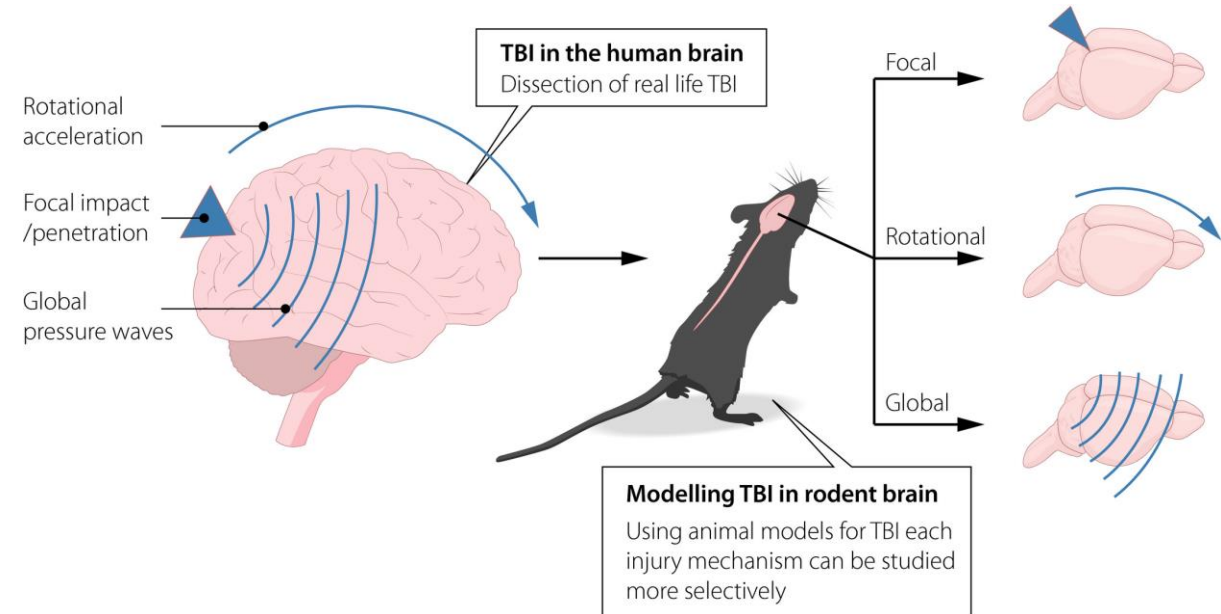 TBI in the human brain
Dissection of real life TBI
Rotational
acceleration
Focal impact
/penetration
Global
pressure waves
Focal
Rotational
Global
Modelling TBI in rodent brain
Using animal models for TBI each
injury mechanism can be studied
more selectively